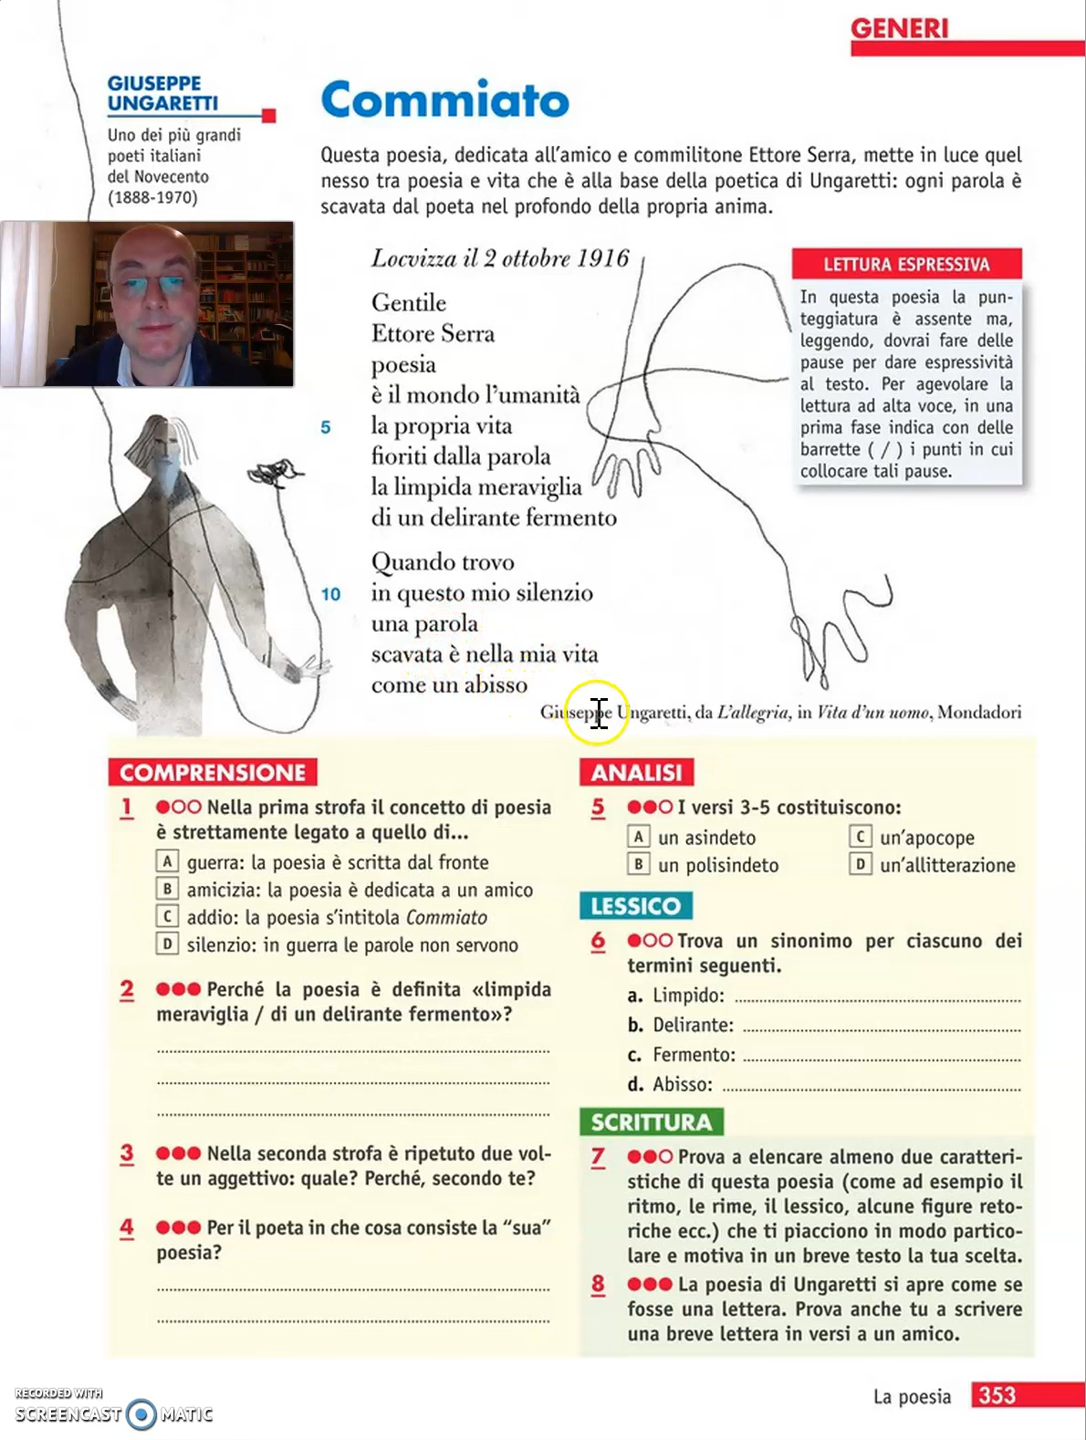 GENERI
GIUSEPPE
UNGARETTI
Uno dei più grandi
poeti italiani
del Novecento
(1888-1970)
Commiato
Questa poesia, dedicata all'amico e commilitone Ettore Serra, mette in luce quel
nesso tra poesia e vita che è alla base della poetica di Ungaretti: ogni parola è
scavata dal poeta nel profondo della propria anima.
Locvizza il 2 ottobre 1916
Gentile
Ettore Serra
poesia
è il mondo l'umanità
5 la propria vita
fioriti dalla parola
la limpida meraviglia
di un delirante fermento
Quando trovo
10 in questo mio silenzio
una parola
scavata è nella mia vita
come un abisso
Giuseppe Ungaretti, da L'allegria, in Vita d'un uomo, Mondadori
LETTURA ESPRESSIVA
In questa poesia la pun-
teggiatura è assente ma,
leggendo, dovrai fare delle
pause per dare espressività
al testo. Per agevolare la
lettura ad alta voce, in una
prima fase indica con delle
barrette ( / ) i punti in cui
collocare tali pause.
COMPRENSIONE
1 Nella prima strofa il concetto di poesia
è strettamente legato a quello di...
A guerra: la poesia è scritta dal fronte
B amicizia: la poesia è dedicata a un amico
C addio: la poesia s'intitola Commiato
D silenzio: in guerra le parole non servono
2 Perché la poesia è definita «limpida
meraviglia / di un delirante fermento»?
3 Nella seconda strofa è ripetuto due vol-
te un aggettivo: quale? Perché, secondo te?
4 Per il poeta in che cosa consiste la "sua"
poesia?
ANALISI
5 I versi 3-5 costituiscono:
A un asindeto C un'apocope
B un polisindeto D un'allitterazione
LESSICO
6 Trova un sinonimo per ciascuno dei
termini seguenti.
a. Limpido:
b. Delirante:
c. Fermento:
d. Abisso:
SCRITTURA
7 Prova a elencare almeno due caratteri-
stiche di questa poesia (come ad esempio il
ritmo, le rime, il lessico, alcune figure reto-
riche ecc.) che ti piacciono in modo partico-
lare e motiva in un breve testo la tua scelta.
8 La poesia di Ungaretti si apre come se
fosse una lettera. Prova anche tu a scrivere
una breve lettera in versi a un amico.
RECORDED WITH
SCREENCAST MATIC
La poesia 353